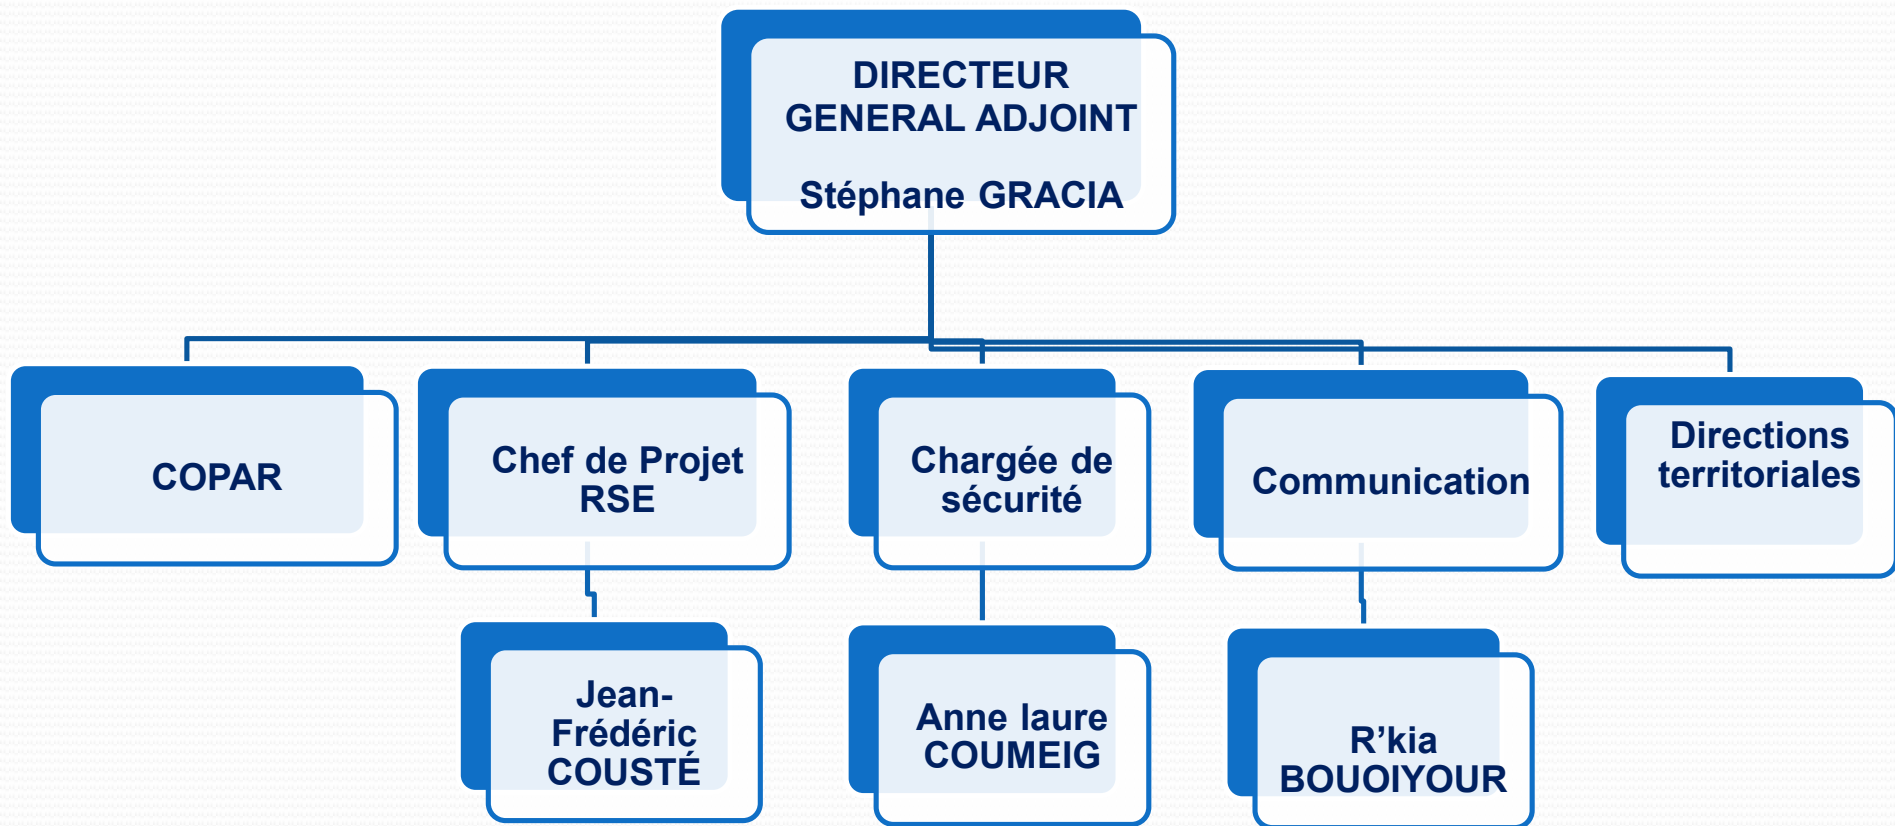 DIRECTEUR
GENERAL ADJOINT
Stéphane GRACIA
COPAR
Chef de Projet
RSE
Chargée de
sécurité
Communication
Directions
territoriales
Jean-
Frédéric
COUSTÉ
Anne laure
COUMEIG
R’kia
BOUOIYOUR